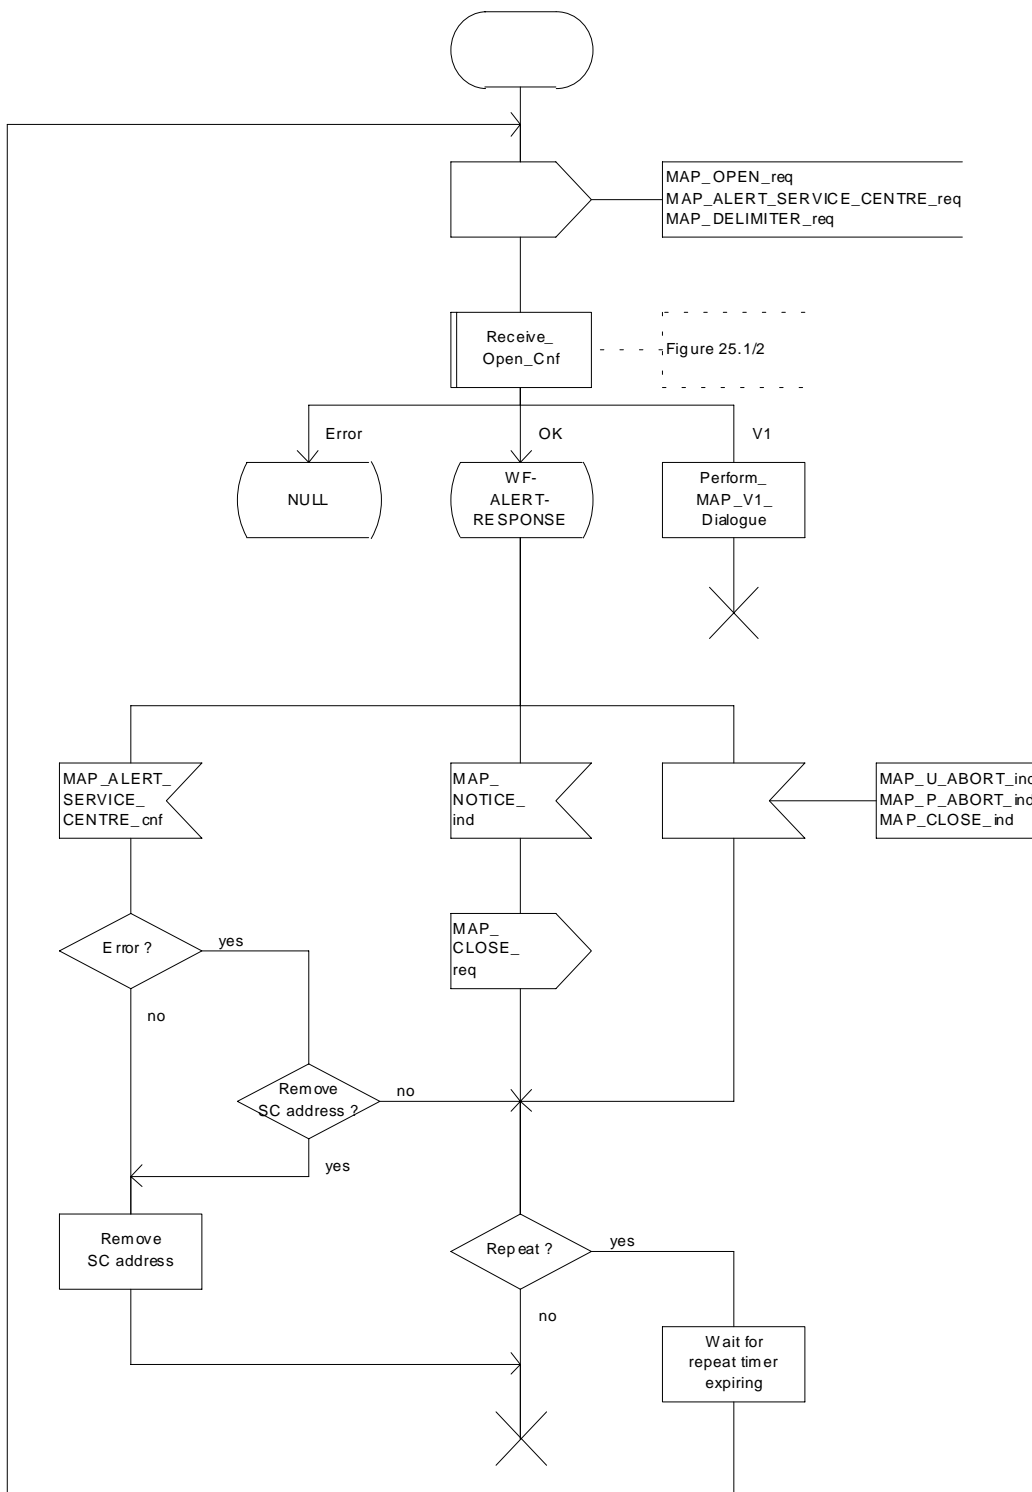 MAP_OPEN_req
MAP_ALERT_SERVICE_CENTRE_req
MAP_DELIMITER_req
Receive_
Open_Cnf
Figure 25.1/2
Error
OK
V1
NULL
WF-
ALERT-
RESPONSE
Perform_
MAP_V1_
Dialogue
MAP_ALERT_
SERVICE_
CENTRE_cnf
MAP_
NOTICE_
ind
MAP_U_ABORT_ind
MAP_P_ABORT_ind
MAP_CLOSE_ind
Error ?
yes
no
MAP_
CLOSE_
req
Remove
SC address ?
no
yes
Remove
SC address
Repeat ?
yes
no
Wait for
repeat timer
expiring